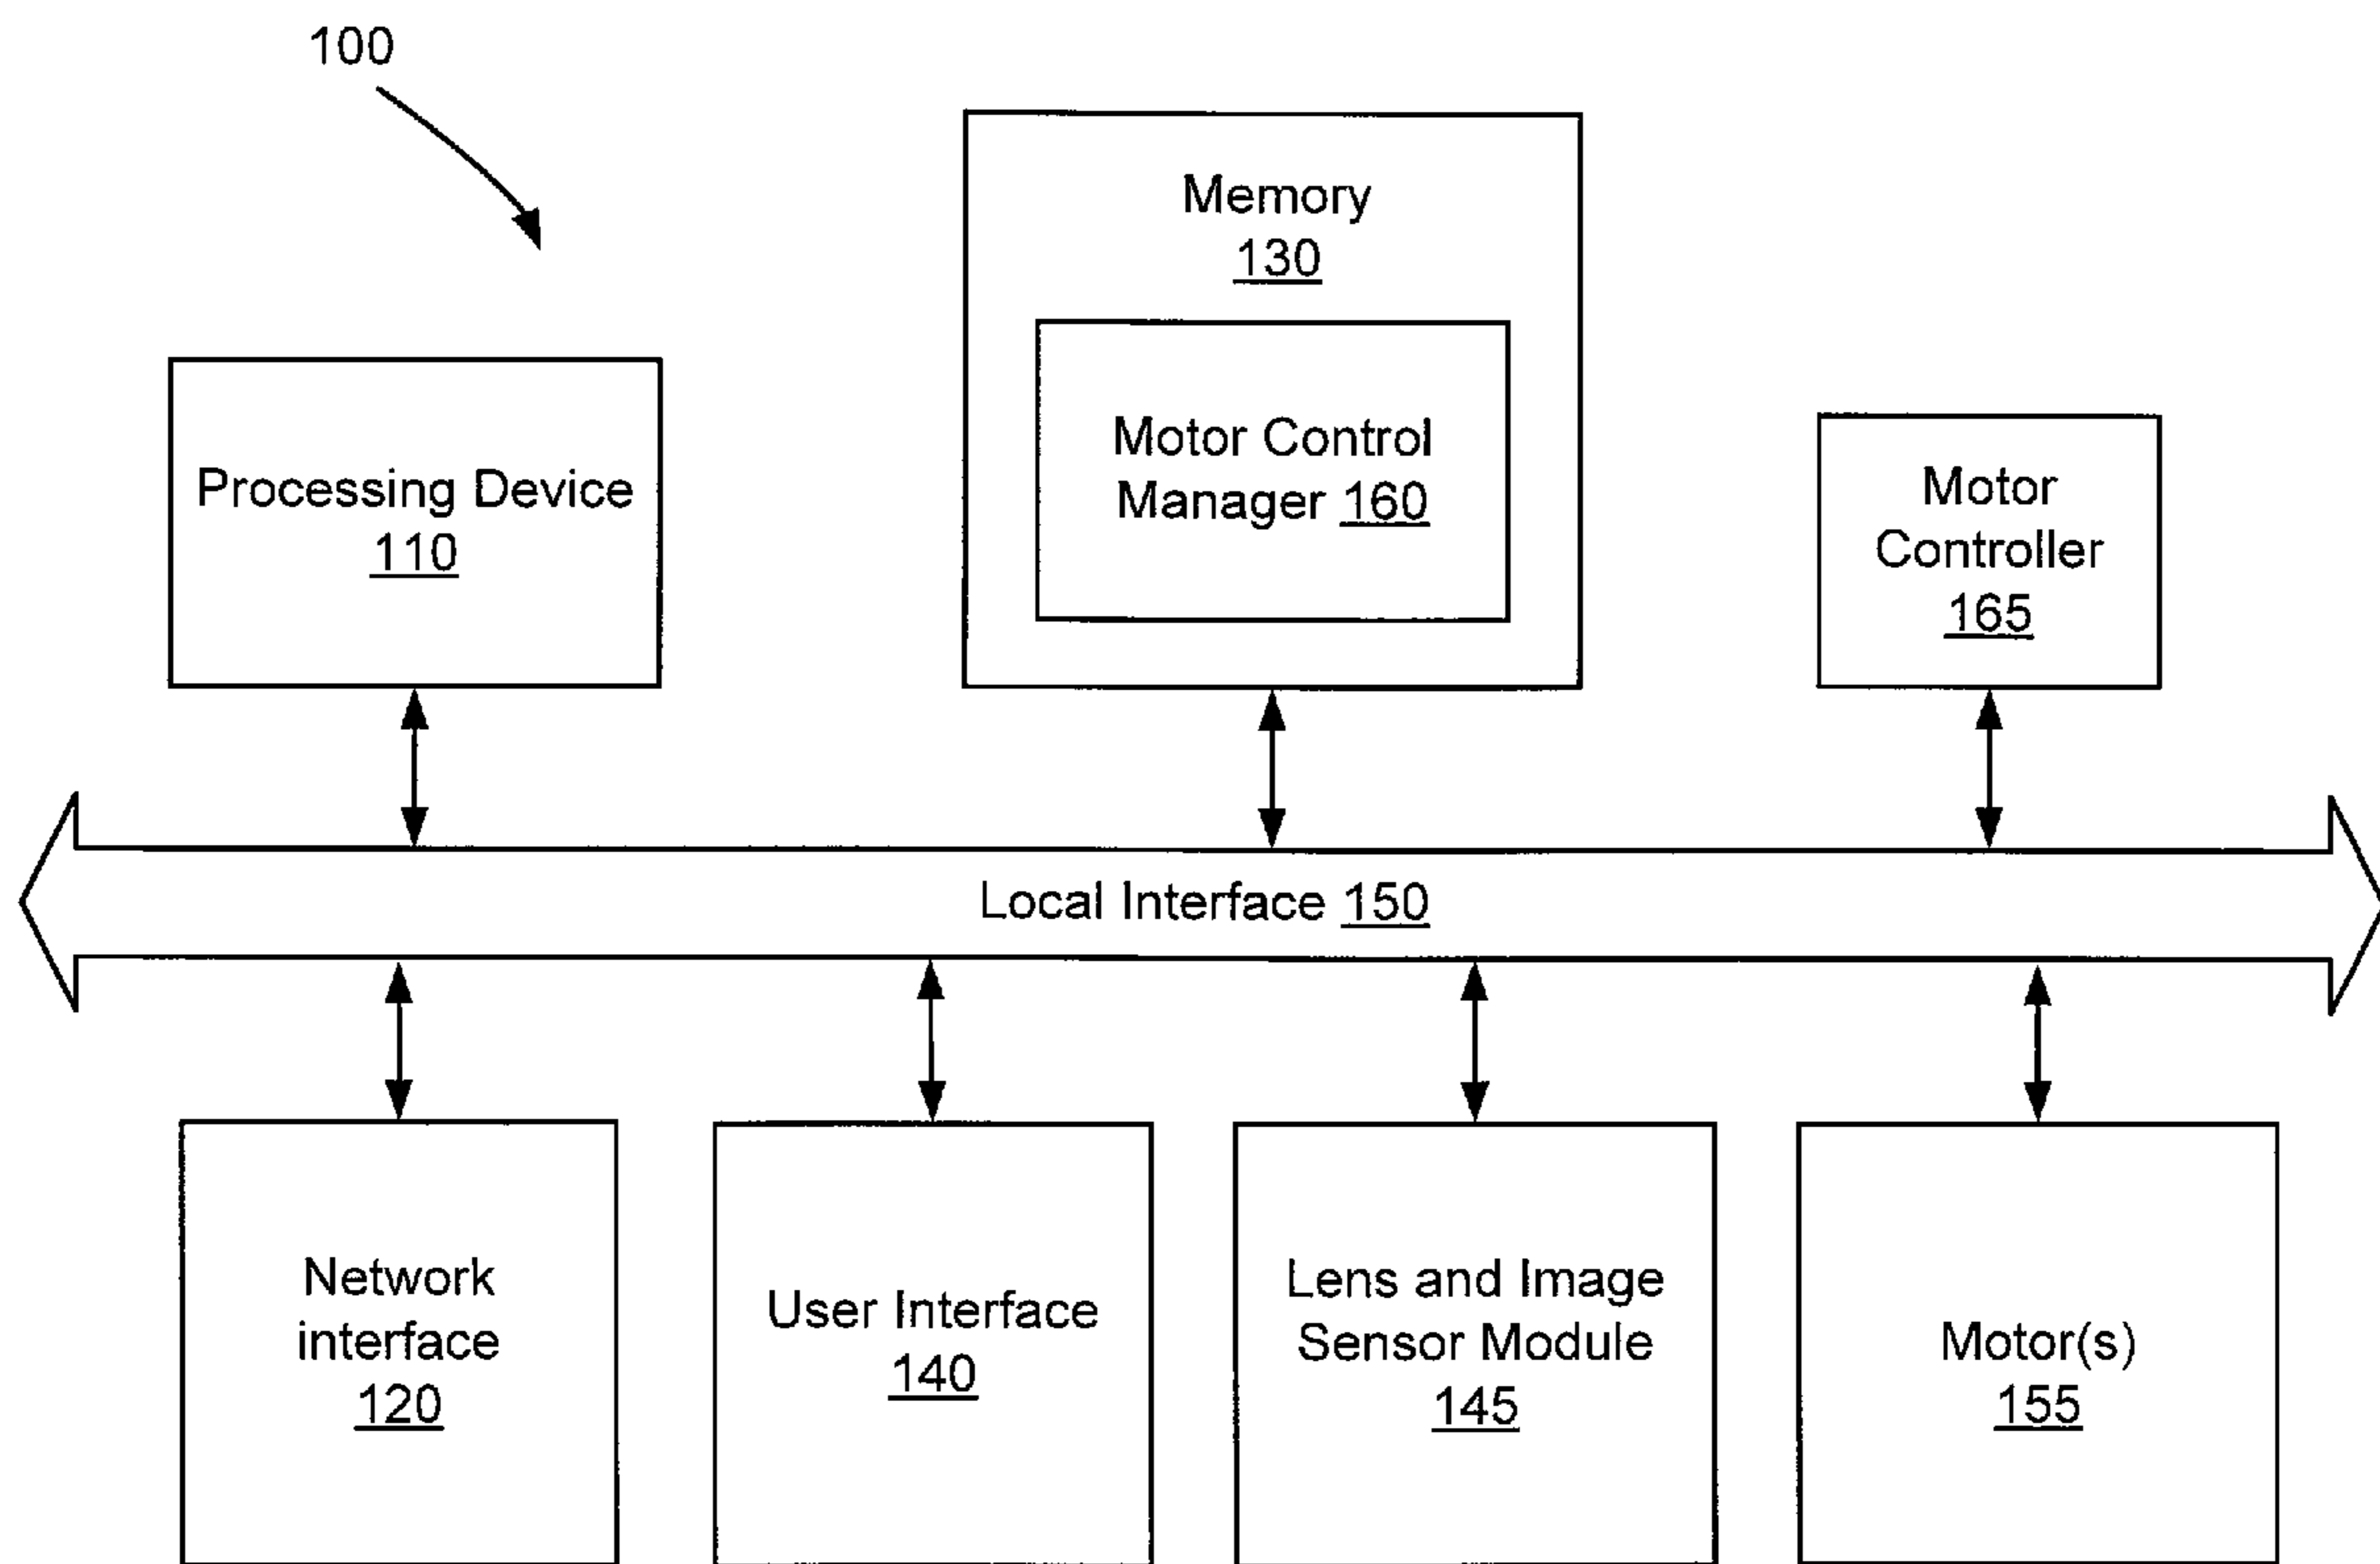 100
Memory
130
Motor Control
Manager 160
Processing Device
110
Motor
Controller
165
Local Interface 150
Network
interface
120
User Interface
140
Lens and Image
Sensor Module
145
Motor(s)
155